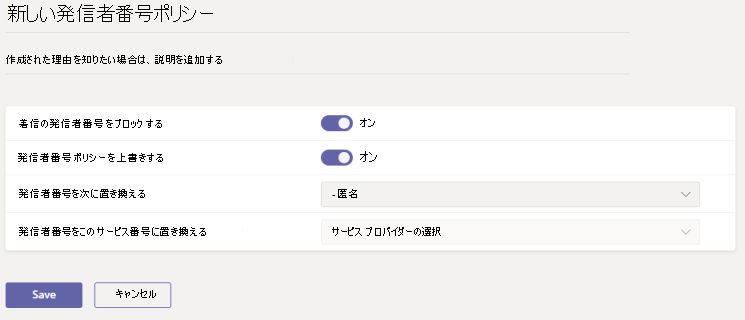 新しい発信者番号ポリシー
作成された理由を知りたい場合は、説明を追加する
着信の発信者番号をブロックする オン
発信者番号ポリシーを上書きする オン
発信者番号を次に置き換える -匿名
発信者番号をこのサービス番号に置き換える サービス プロバイダーの選択
Save キャンセル